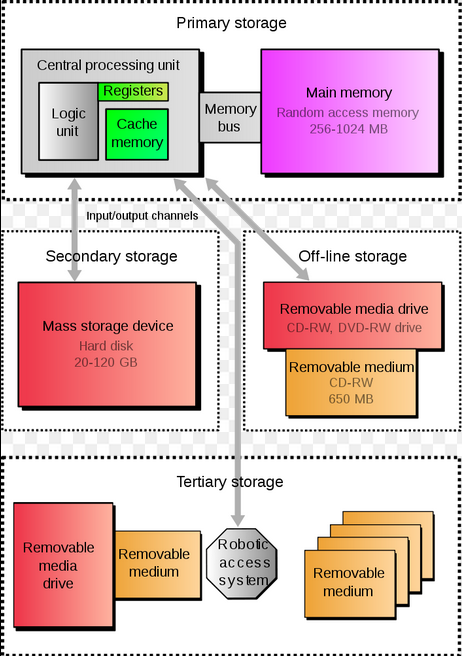 Primary storage
Central processing unit
Registers
Logic
unit
Cache
memory
Memory
bus
Main memory
Random access memory
256-1024 MB
Input/output channels
Secondary storage
Mass storage device
Hard disk
20-120 GB
Off-line storage
Removable media drive
CD-RW, DVD-RW drive
Removable medium
CD-RW
650 MB
Tertiary storage
Removable
media
drive
Removable
medium
Robotic
access
system
Removable
medium